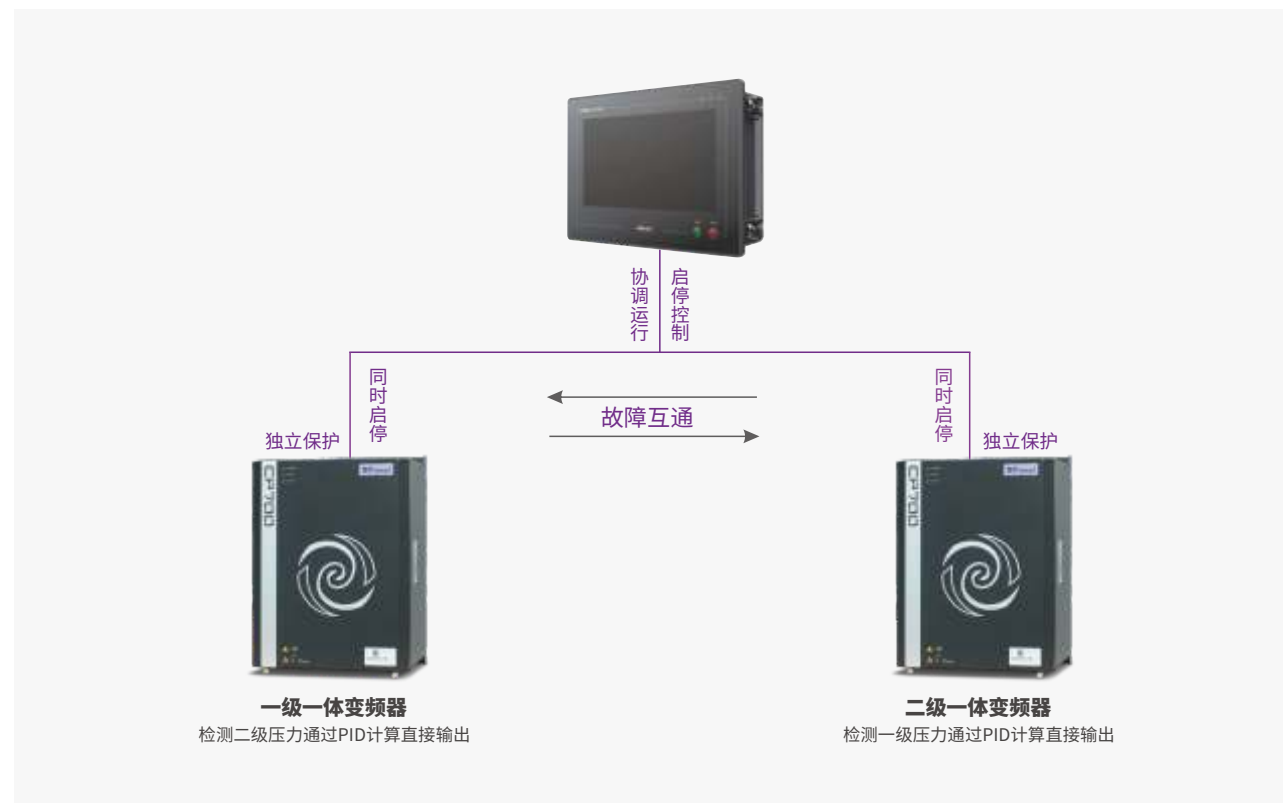 协调运行
启停控制
同时启停
同时启停
故障互通
独立保护
独立保护
CP700
CP700
一级一体变频器
二级一体变频器
检测二级压力通过PID计算直接输出
检测一级压力通过PID计算直接输出